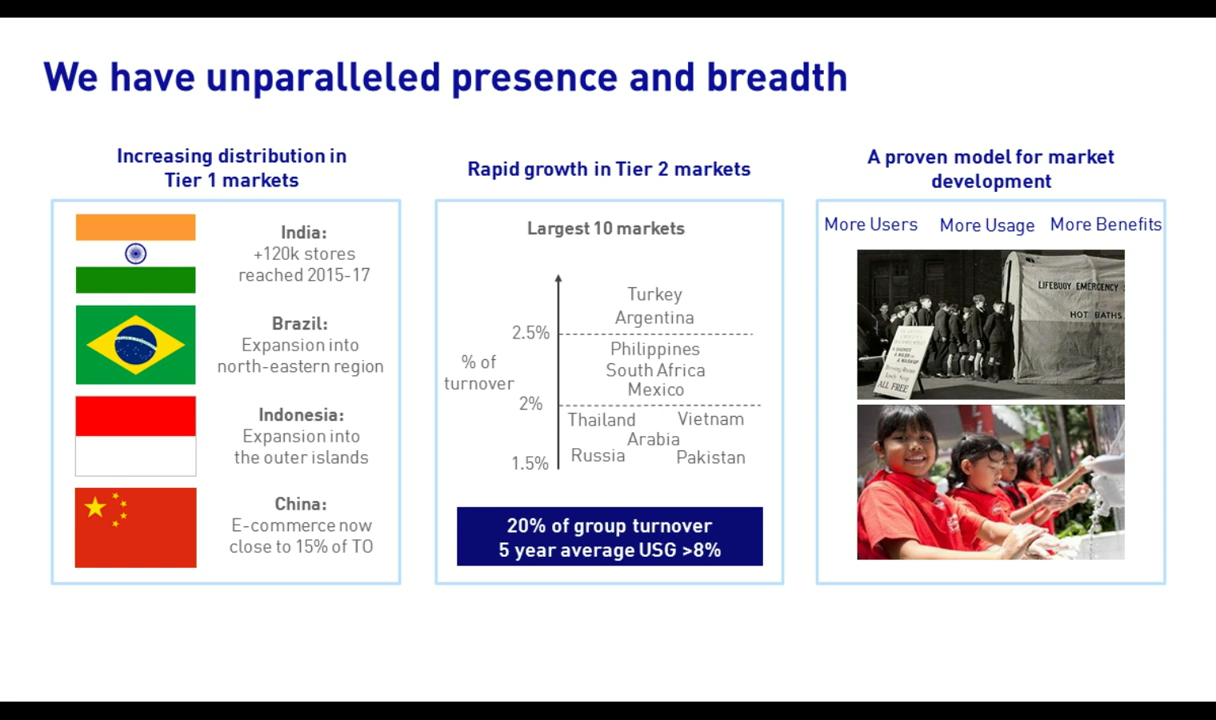 We have unparalleled presence and breadth
Increasing distribution in
Tier 1 markets
India:
+120k stores
reached 2015-17
Brazil:
Expansion into
north-eastern region
Indonesia:
Expansion into
the outer islands
China:
E-commerce now
close to 15% of TO
Rapid growth in Tier 2 markets
Largest 10 markets
% of
turnover
2.5%
2%
1.5%
Turkey
Argentina
Philippines
South Africa
Mexico
Thailand Vietnam
Arabia
Russia Pakistan
20% of group turnover
5 year average USG >8%
A proven model for market
development
More Users More Usage More Benefits
LIFEBUOY EMERGENCY
HOT BATHS
ALL FREE